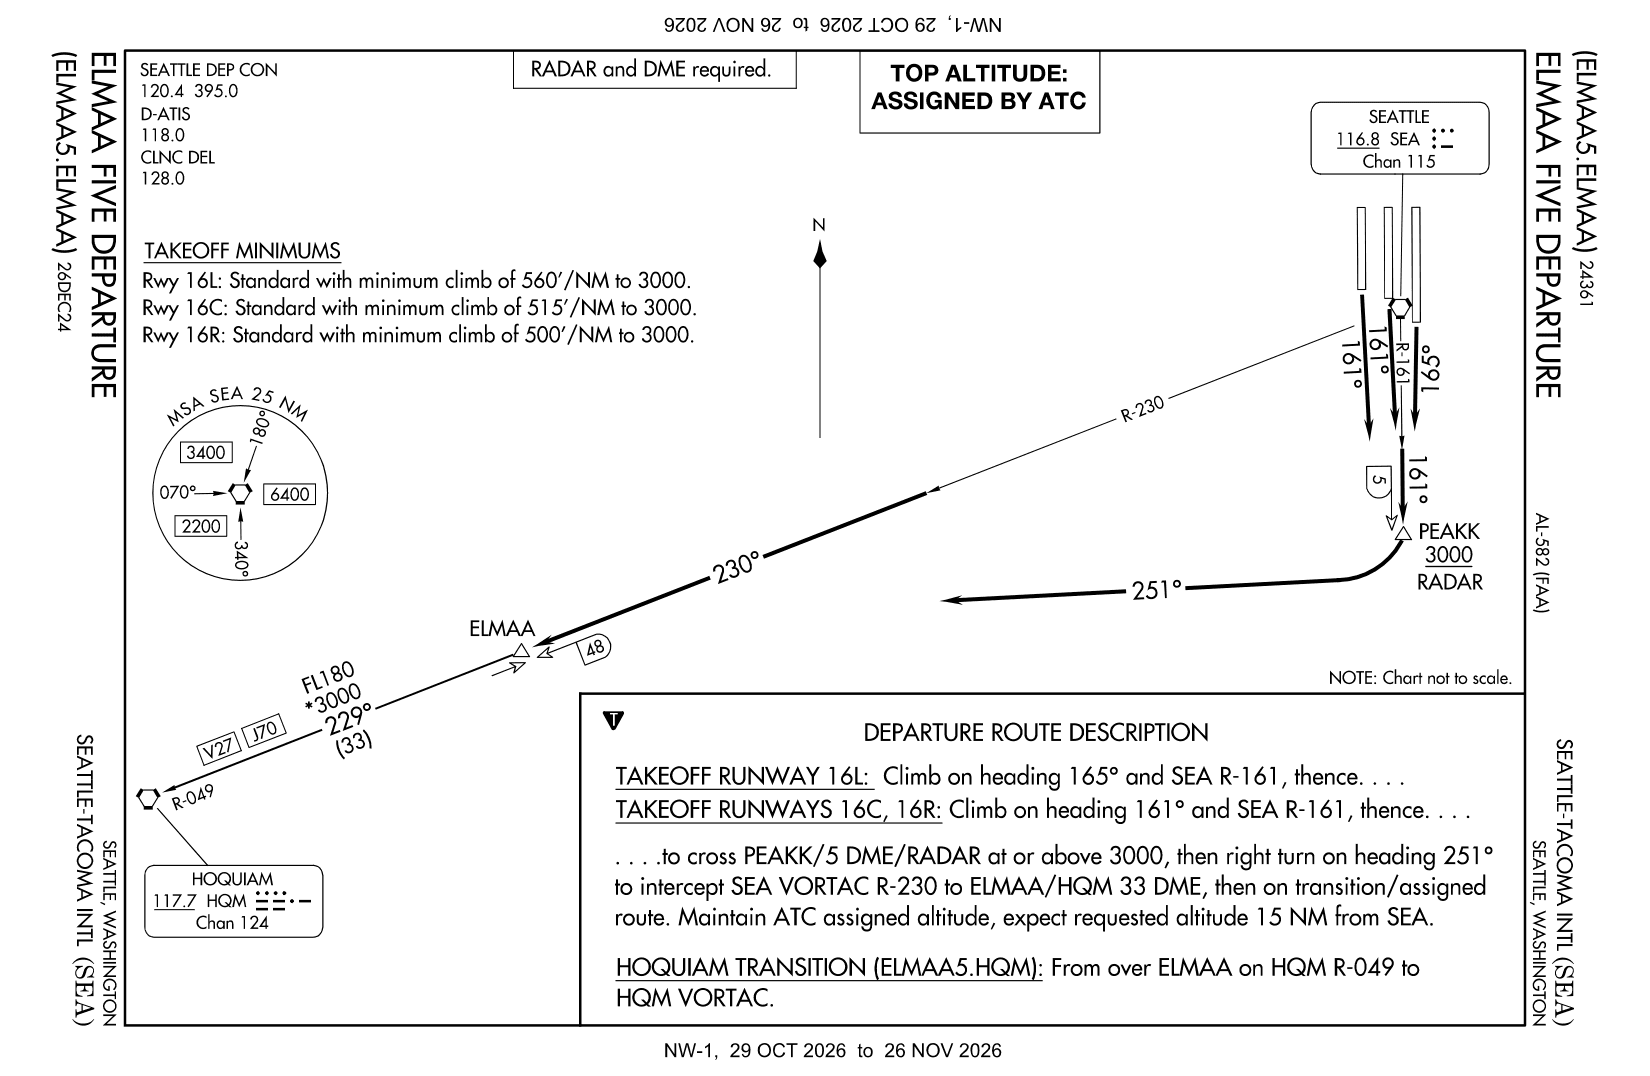 NW-1, 29 OCT 2026 to 26 NOV 2026
(ELMAA5.ELMAA) 26DEC24
ELMAA FIVE DEPARTURE
SEATTLE-TACOMA INTL (SEA)
SEATTLE, WASHINGTON
SEATTLE DEP CON
120.4 395.0
D-ATIS
118.0
CLNC DEL
128.0
RADAR and DME required.
TOP ALTITUDE:
ASSIGNED BY ATC
SEATTLE
116.8 SEA
Chan 115
TAKEOFF MINIMUMS
Rwy 16L: Standard with minimum climb of 560'/NM to 3000.
Rwy 16C: Standard with minimum climb of 515'/NM to 3000.
Rwy 16R: Standard with minimum climb of 500'/NM to 3000.
N
MSA SEA 25 NM
180°
3400
070°
6400
2200
340°
161°
161°
R-161
165°
R-230
161°
5
PEAKK
3000
RADAR
230°
251°
ELMAA
48
FL180
*3000
229°
(33)
V27
J70
R-049
HOQUIAM
117.7 HQM
Chan 124
NOTE: Chart not to scale.
T
DEPARTURE ROUTE DESCRIPTION
TAKEOFF RUNWAY 16L: Climb on heading 165° and SEA R-161, thence. . . .
TAKEOFF RUNWAYS 16C, 16R: Climb on heading 161° and SEA R-161, thence. . . .
. . . .to cross PEAKK/5 DME/RADAR at or above 3000, then right turn on heading 251°
to intercept SEA VORTAC R-230 to ELMAA/HQM 33 DME, then on transition/assigned
route. Maintain ATC assigned altitude, expect requested altitude 15 NM from SEA.
HOQUIAM TRANSITION (ELMAA5.HQM): From over ELMAA on HQM R-049 to
HQM VORTAC.
(ELMAA5.ELMAA) 24361
ELMAA FIVE DEPARTURE
AL-582 (FAA)
SEATTLE-TACOMA INTL (SEA)
SEATTLE, WASHINGTON
NW-1, 29 OCT 2026 to 26 NOV 2026